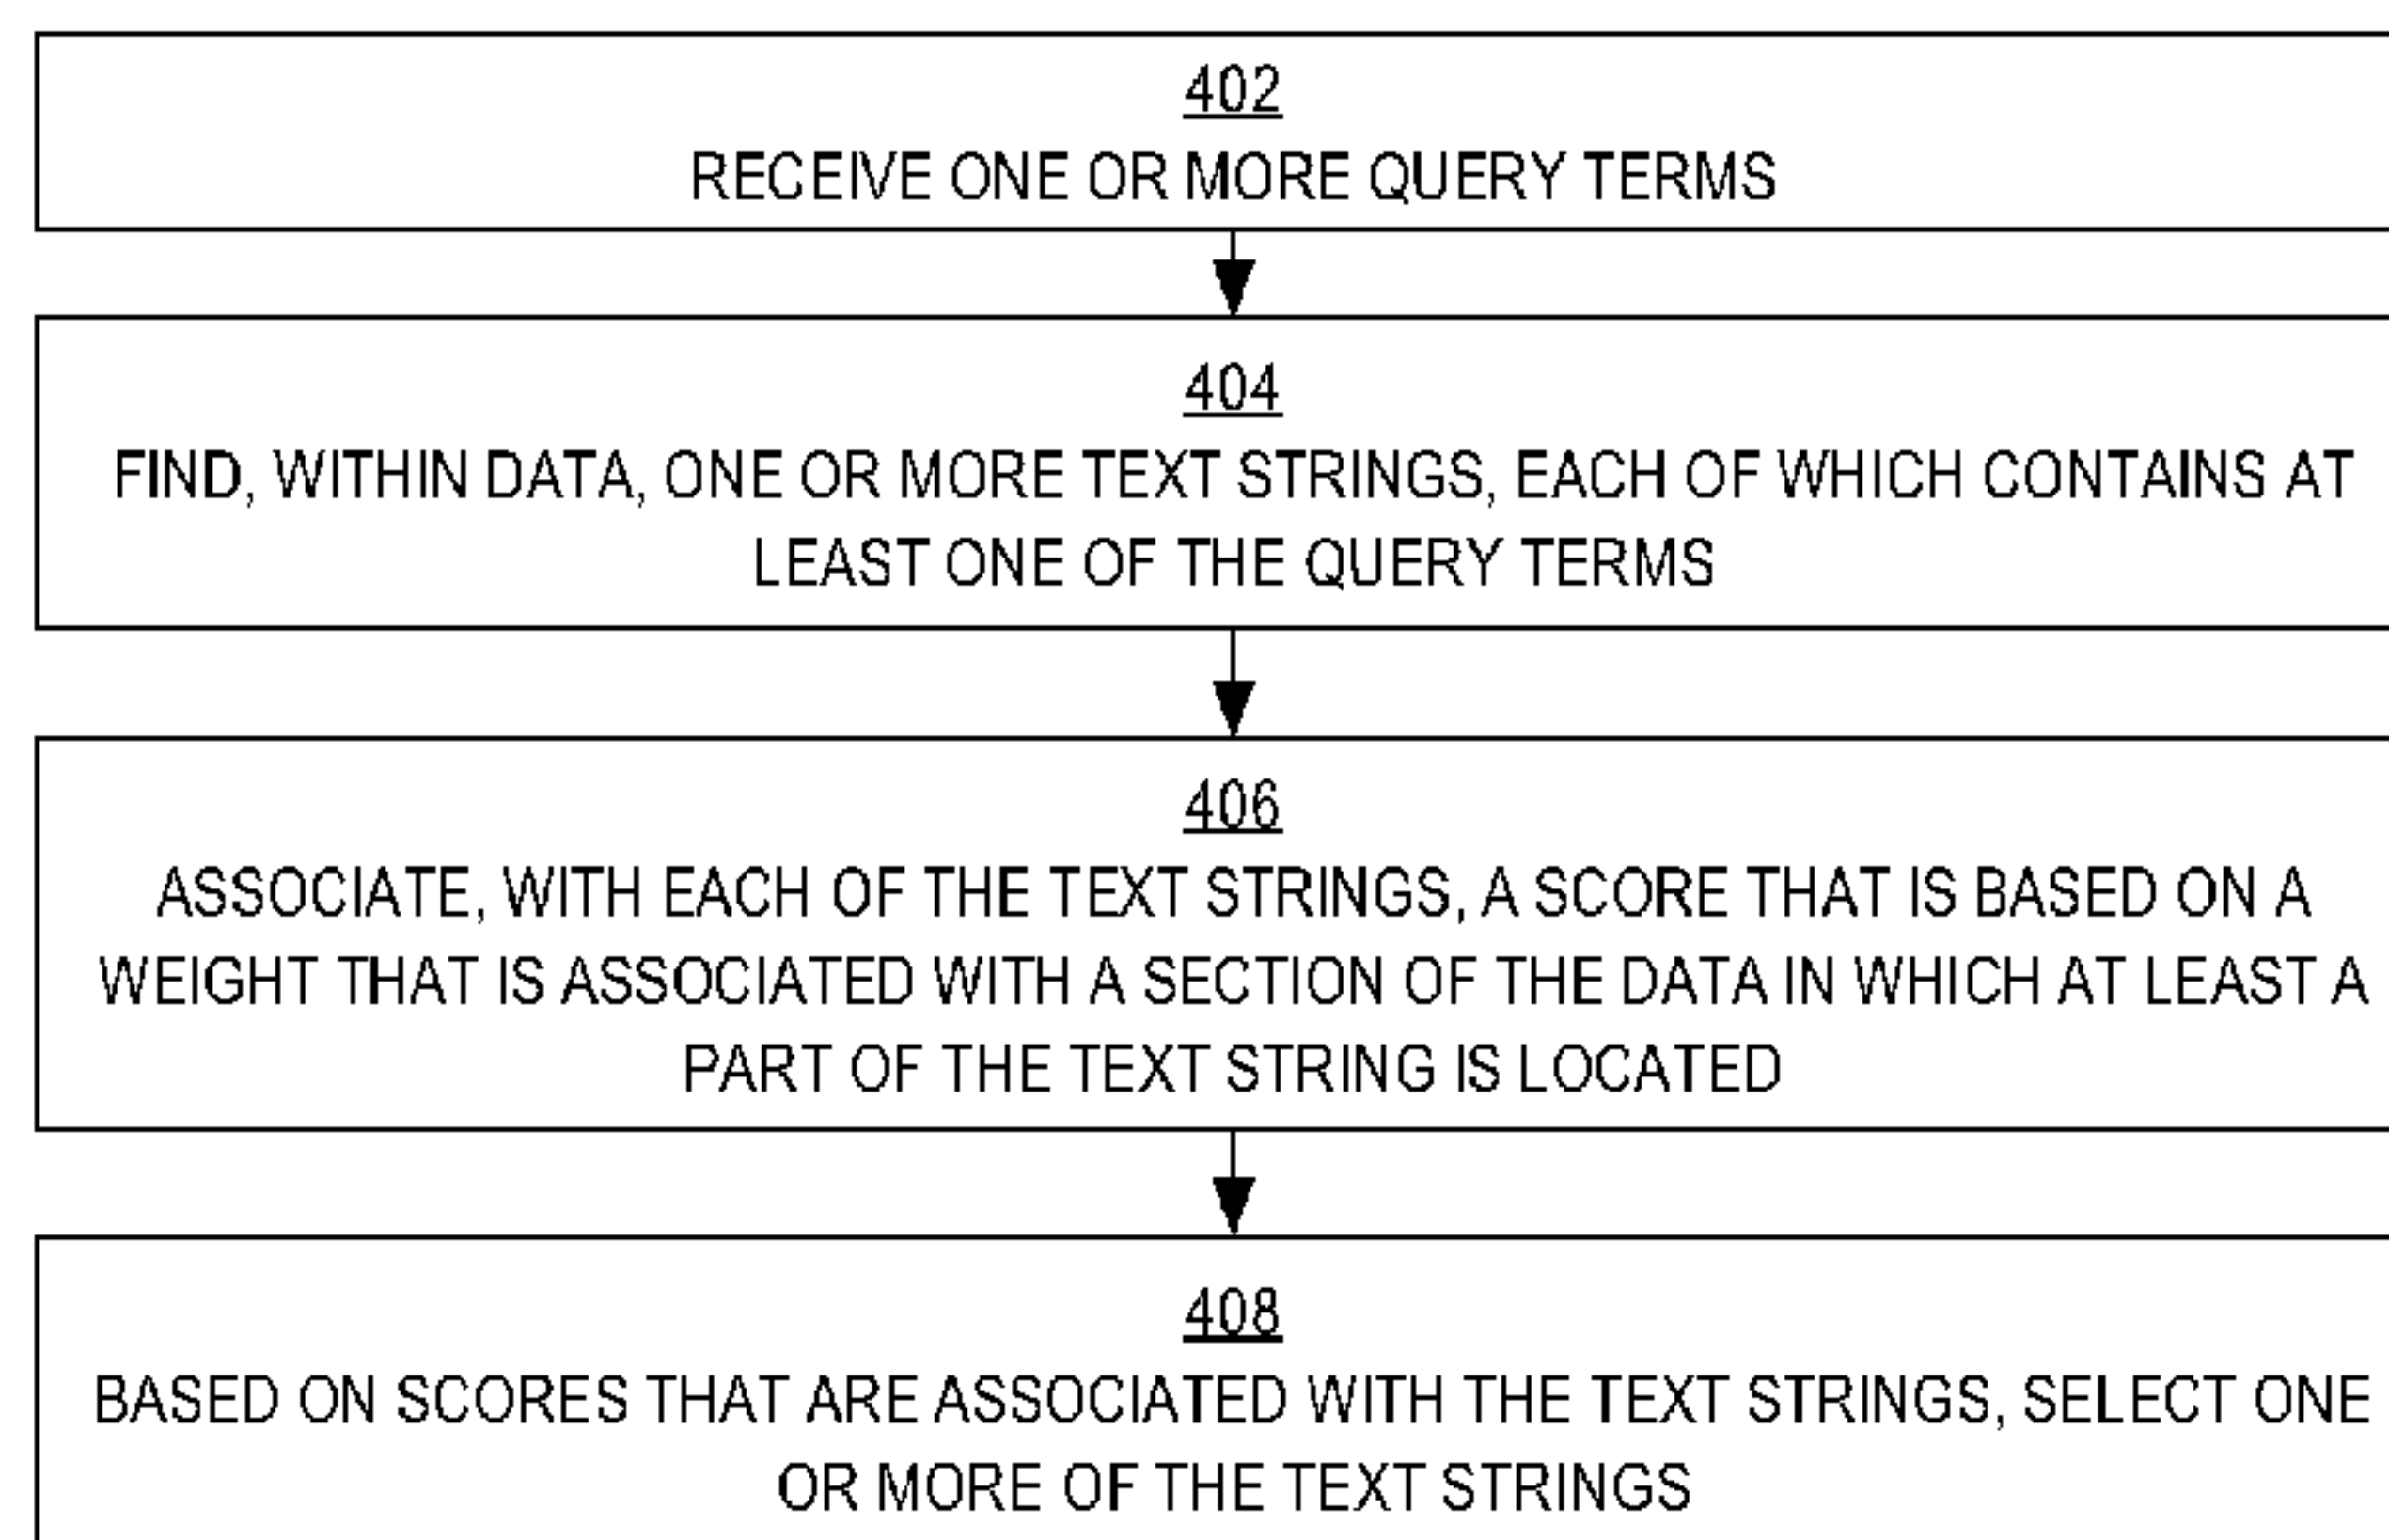 402
RECEIVE ONE OR MORE QUERY TERMS
404
FIND, WITHIN DATA, ONE OR MORE TEXT STRINGS, EACH OF WHICH CONTAINS AT
LEAST ONE OF THE QUERY TERMS
406
ASSOCIATE, WITH EACH OF THE TEXT STRINGS, A SCORE THAT IS BASED ON A
WEIGHT THAT IS ASSOCIATED WITH A SECTION OF THE DATA IN WHICH AT LEAST A
PART OF THE TEXT STRING IS LOCATED
408
BASED ON SCORES THAT ARE ASSOCIATED WITH THE TEXT STRINGS, SELECT ONE
OR MORE OF THE TEXT STRINGS